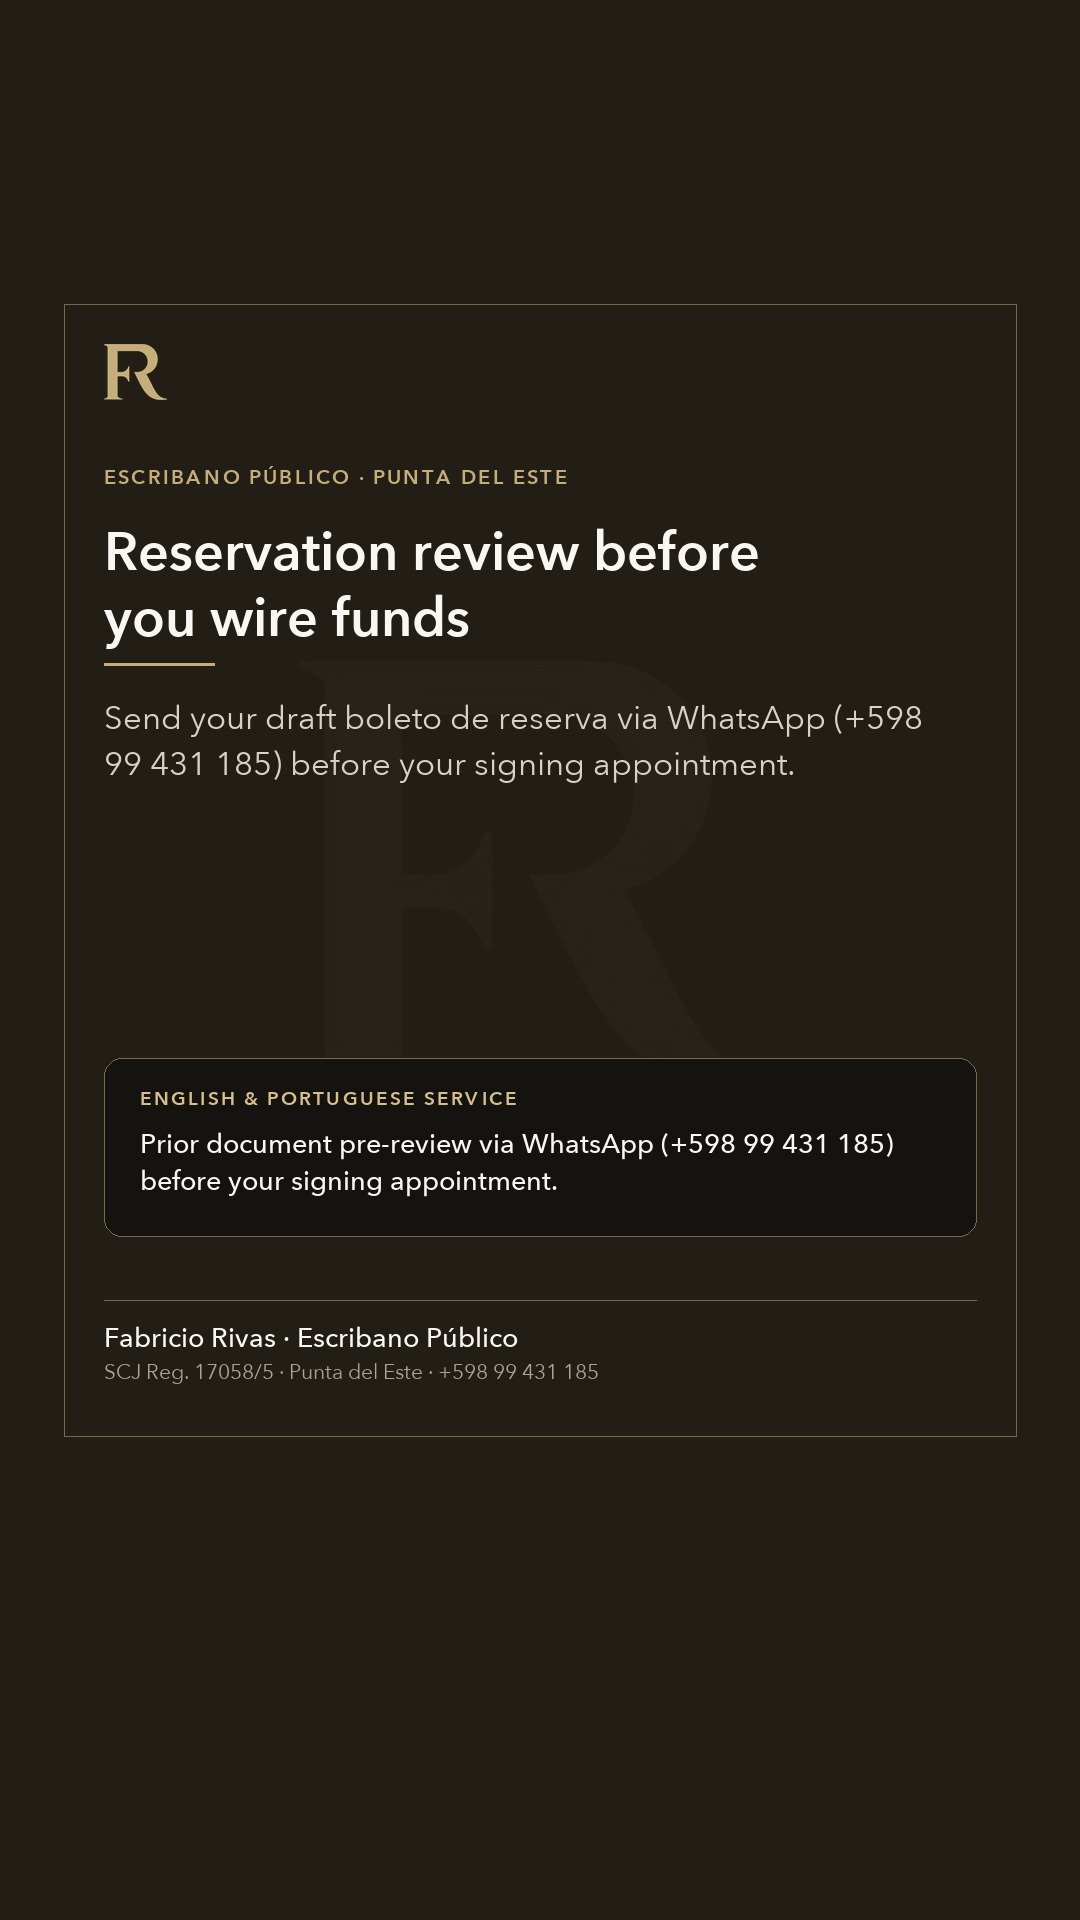 FR
ESCRIBANO PÚBLICO · PUNTA DEL ESTE
Reservation review before
you wire funds
Send your draft boleto de reserva via WhatsApp (+598
99 431 185) before your signing appointment.
ENGLISH & PORTUGUESE SERVICE
Prior document pre-review via WhatsApp (+598 99 431 185)
before your signing appointment.
Fabricio Rivas · Escribano Público
SCJ Reg. 17058/5 · Punta del Este · +598 99 431 185